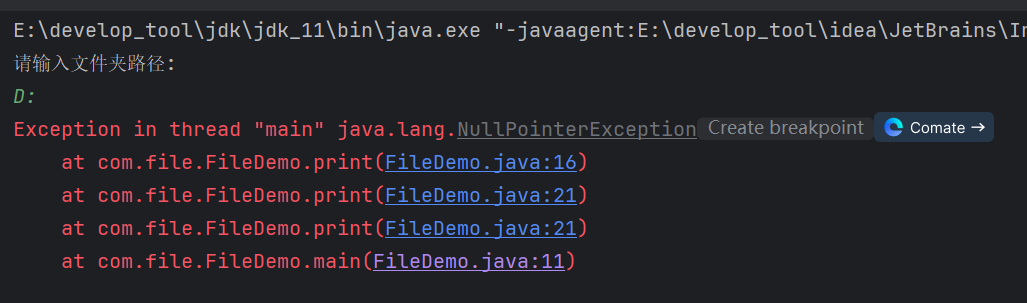 E:\develop_tool\jdk\jdk_11\bin\java.exe "-javaagent:E:\develop_tool\idea\JetBrains\In
请输入文件夹路径:
D:
Exception in thread "main" java.lang.NullPointerException Create breakpoint Comate →
at com.file.FileDemo.print(FileDemo.java:16)
at com.file.FileDemo.print(FileDemo.java:21)
at com.file.FileDemo.print(FileDemo.java:21)
at com.file.FileDemo.main(FileDemo.java:11)